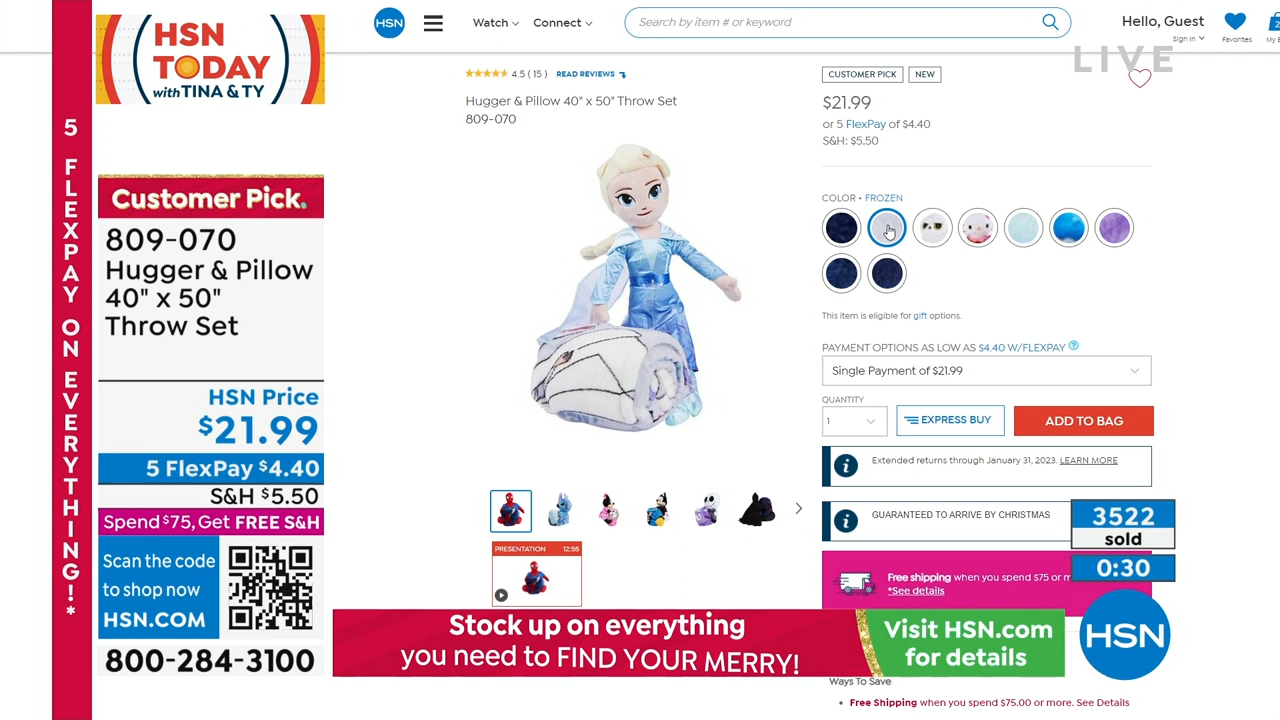 5 FLEXPAY ON EVERYTHING!*
HSN
TODAY
with TINA & TY
Customer Pick.
809-070
Hugger & Pillow
40" x 50"
Throw Set
HSN Price
$21.99
5 FlexPay $4.40
S&H $5.50
Spend $75, Get FREE S&H
Scan the code
to shop now
HSN.COM
800-284-3100
HSN
Watch
Connect
Search by item # or keyword
Hello, Guest
Sign In
Favorites
LIVE
4.5 ( 15 ) READ REVIEWS
Hugger & Pillow 40" x 50" Throw Set
809-070
CUSTOMER PICK
NEW
$21.99
or 5 FlexPay of $4.40
S&H: $5.50
COLOR • FROZEN
This item is eligible for gift options.
PAYMENT OPTIONS AS LOW AS $4.40 W/FLEXPAY ?
Single Payment of $21.99
QUANTITY
1
EXPRESS BUY
ADD TO BAG
i Extended returns through January 31, 2023. LEARN MORE
i GUARANTEED TO ARRIVE BY CHRISTMAS
PRESENTATION 12:56
3522
sold
0:30
Free shipping when you spend $75 or
*See details
Stock up on everything
you need to FIND YOUR MERRY!
Visit HSN.com
for details
HSN
Ways To Save
• Free Shipping when you spend $75.00 or more. See Details